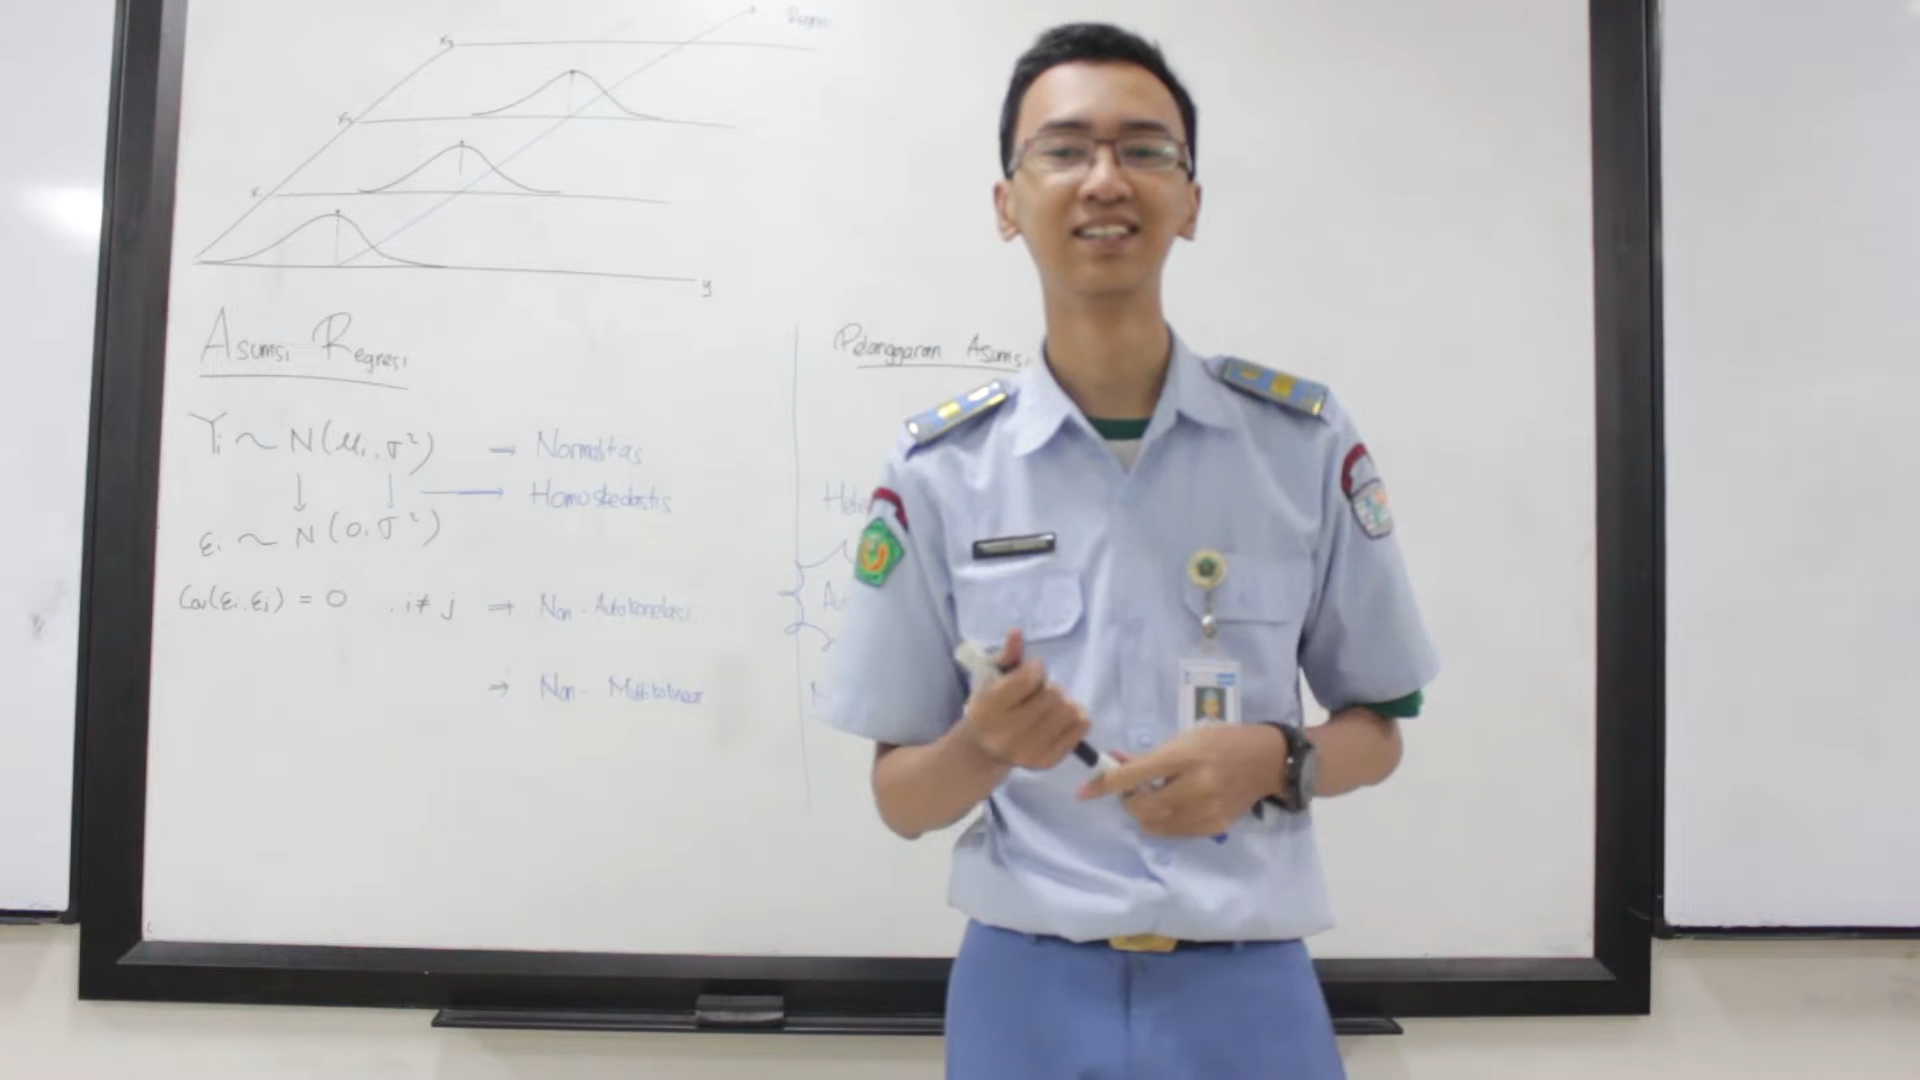 y
Asumsi Regresi
Yi ~ N(μi, σ²) → Normalitas
↓ ↓ → Homoskedastis
εi ~ N(0, σ²)
Cov(εi, εj) = 0 , i ≠ j → Non-Autokorelasi
→ Non-
Pelanggaran Asumsi